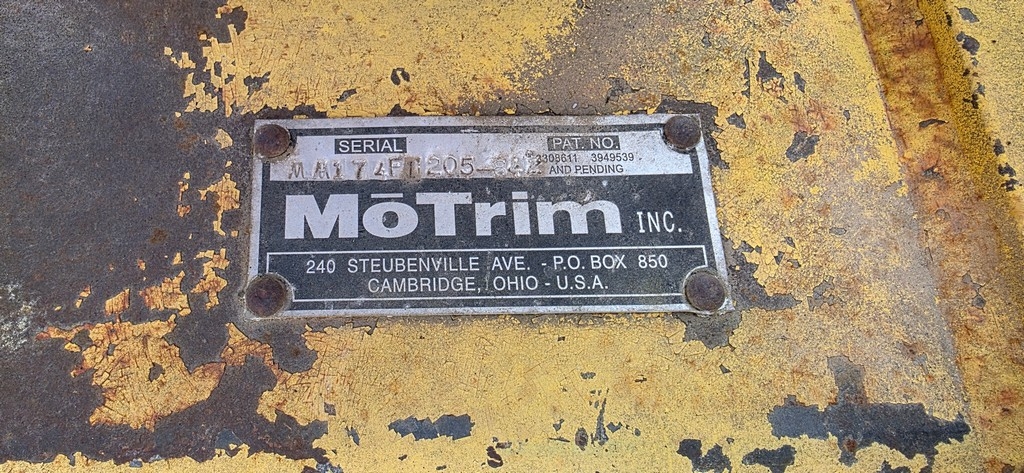 SERIAL
PAT. NO.
3308611 3949539
AND PENDING
MōTrim INC.
240 STEUBENVILLE AVE. - P.O. BOX 850
CAMBRIDGE, OHIO - U.S.A.